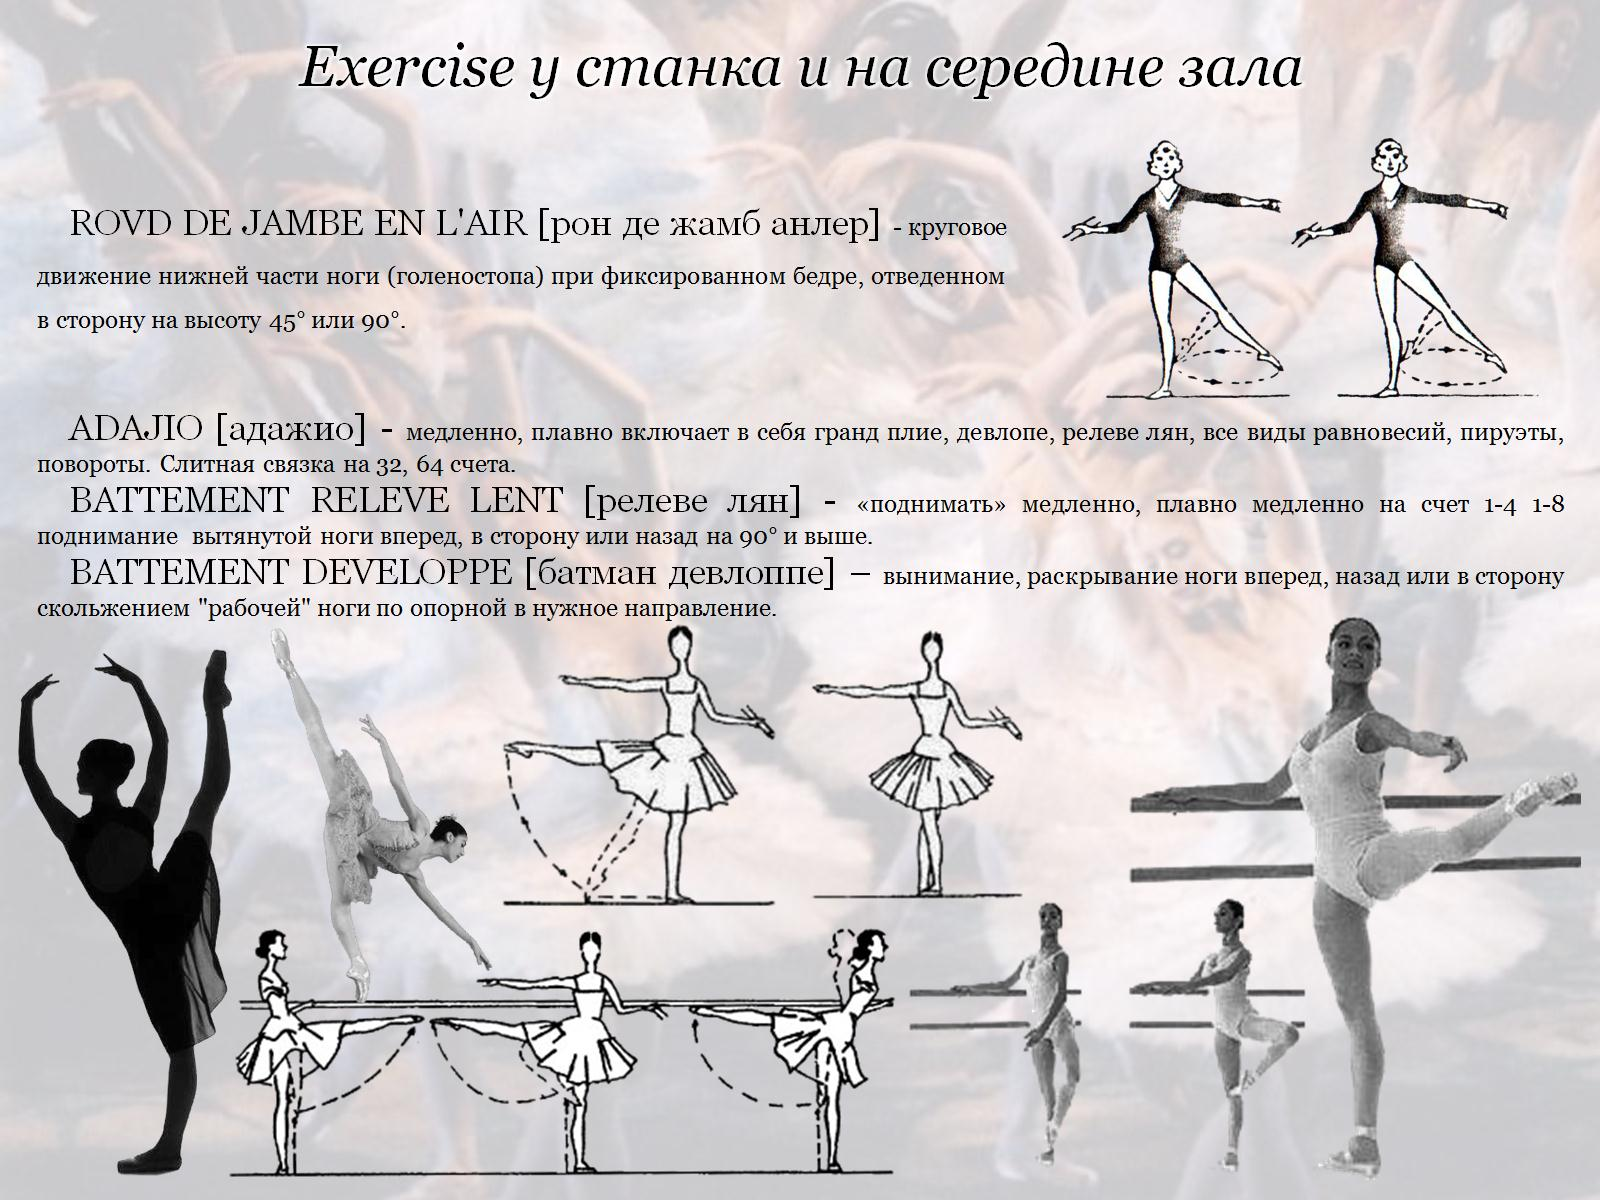 Exercise у станка и на середине зала
ROVD DE JAMBE EN L'AIR [рон де жамб анлер] - круговое
движение нижней части ноги (голеностопа) при фиксированном бедре, отведенном
в сторону на высоту 45° или 90°.
ADAJIO [адажио] - медленно, плавно включает в себя гранд плие, девлопе, релеве лян, все виды равновесий, пируэты,
повороты. Слитная связка на 32, 64 счета.
BATTEMENT RELEVE LENT [релеве лян] - «поднимать» медленно, плавно медленно на счет 1-4 1-8
поднимание вытянутой ноги вперед, в сторону или назад на 90° и выше.
BATTEMENT DEVELOPPE [батман девлоппе] – вынимание, раскрывание ноги вперед, назад или в сторону
скольжением "рабочей" ноги по опорной в нужное направление.